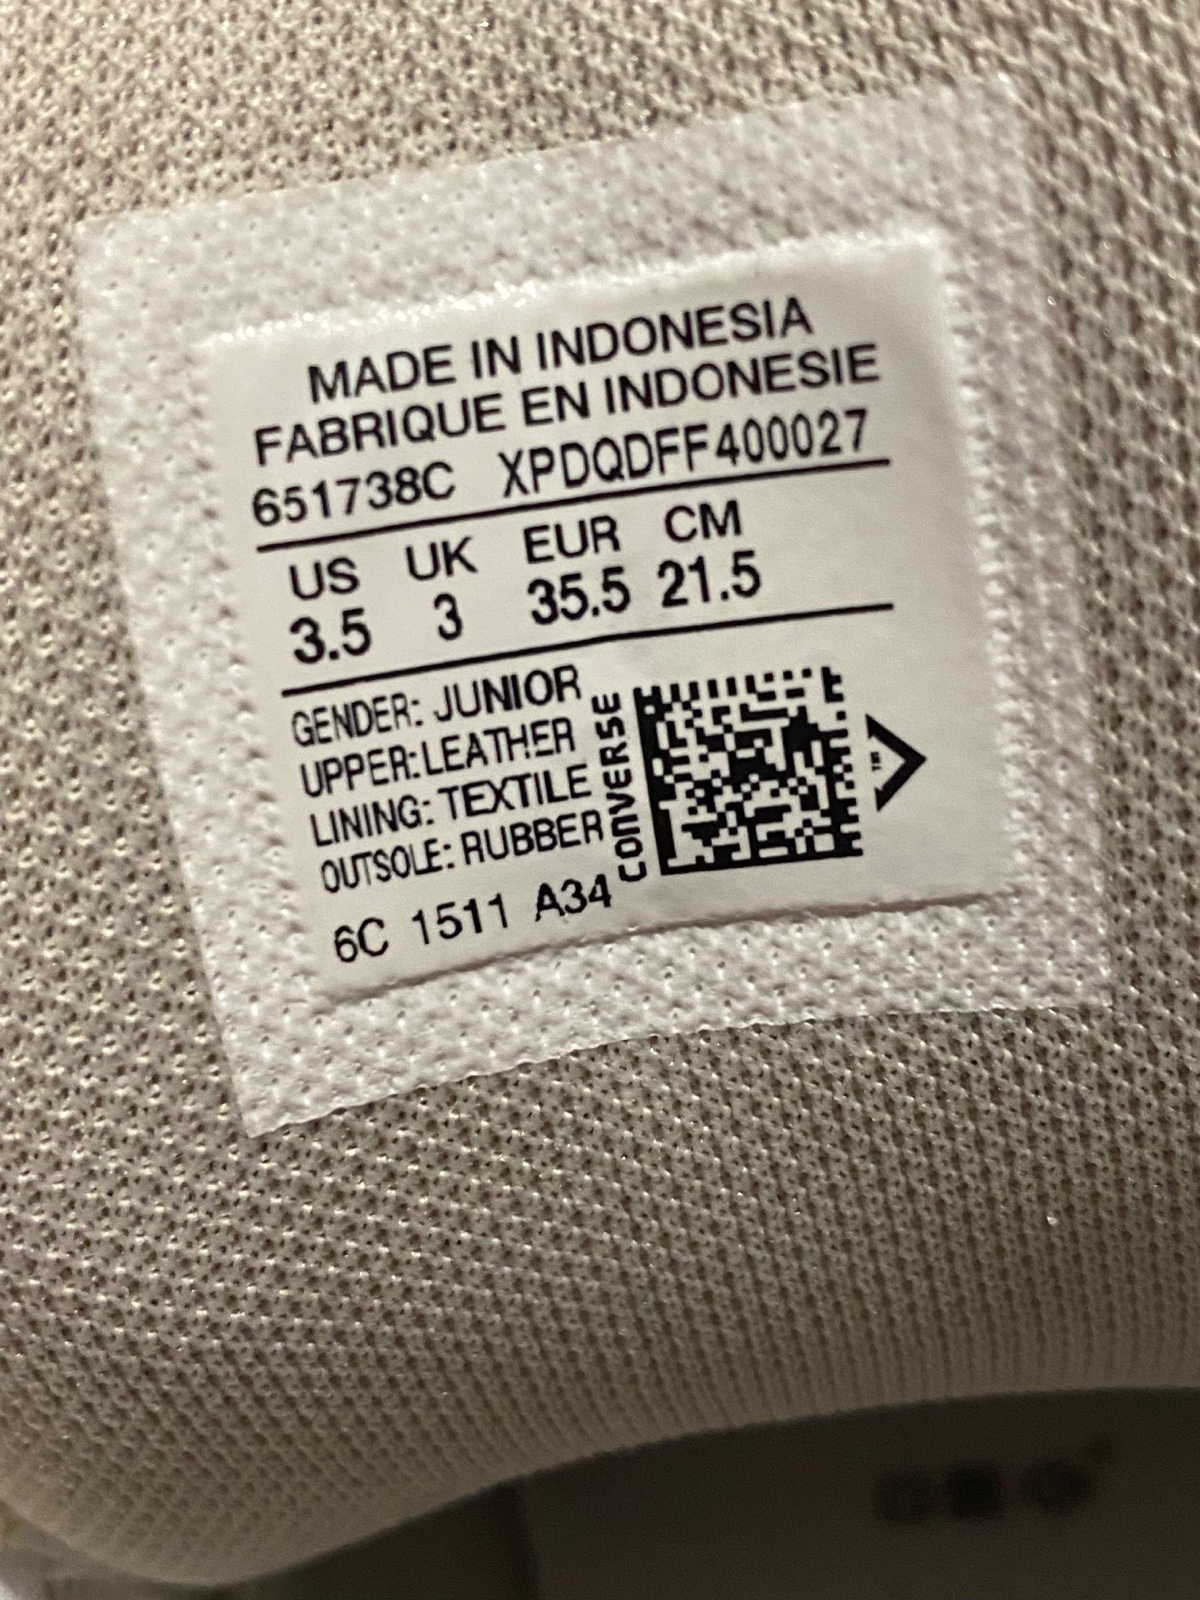 MADE IN INDONESIA
FABRIQUE EN INDONESIE
651738C XPDQDFF400027
US UK EUR CM
3.5 3 35.5 21.5
GENDER: JUNIOR
UPPER: LEATHER
LINING: TEXTILE
OUTSOLE: RUBBER
CONVERSE
TM
6C 1511 A34